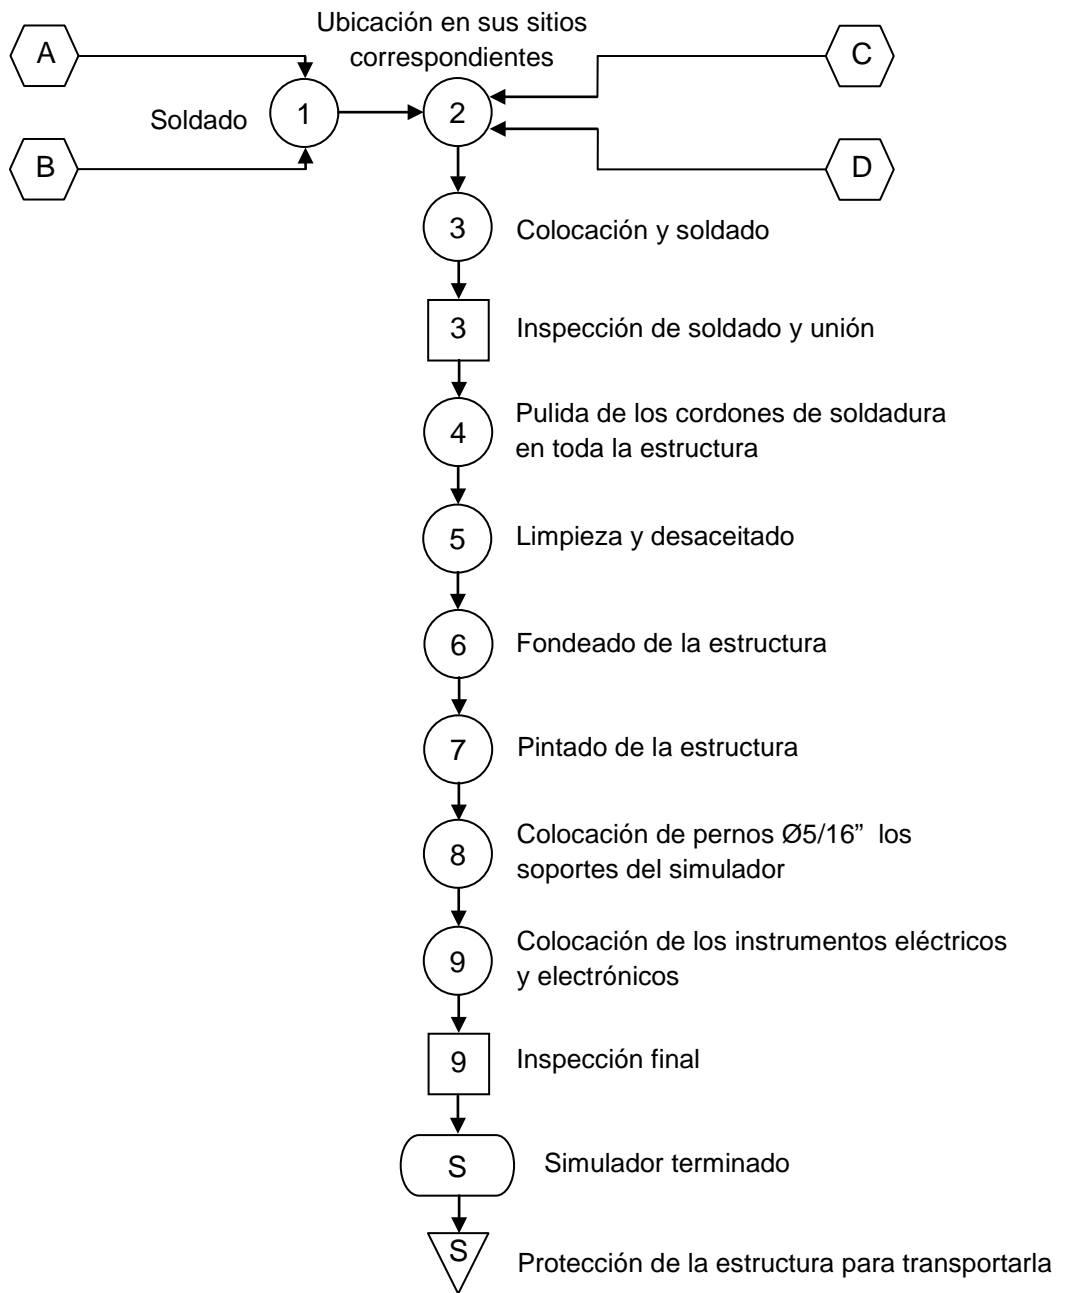 Ubicación en sus sitios
correspondientes
A
C
Soldado
1
2
B
D
3
Colocación y soldado
3
Inspección de soldado y unión
4
Pulida de los cordones de soldadura
en toda la estructura
5
Limpieza y desaceitado
6
Fondeado de la estructura
7
Pintado de la estructura
8
Colocación de pernos Ø5/16” los
soportes del simulador
9
Colocación de los instrumentos eléctricos
y electrónicos
9
Inspección final
S
Simulador terminado
S
Protección de la estructura para transportarla